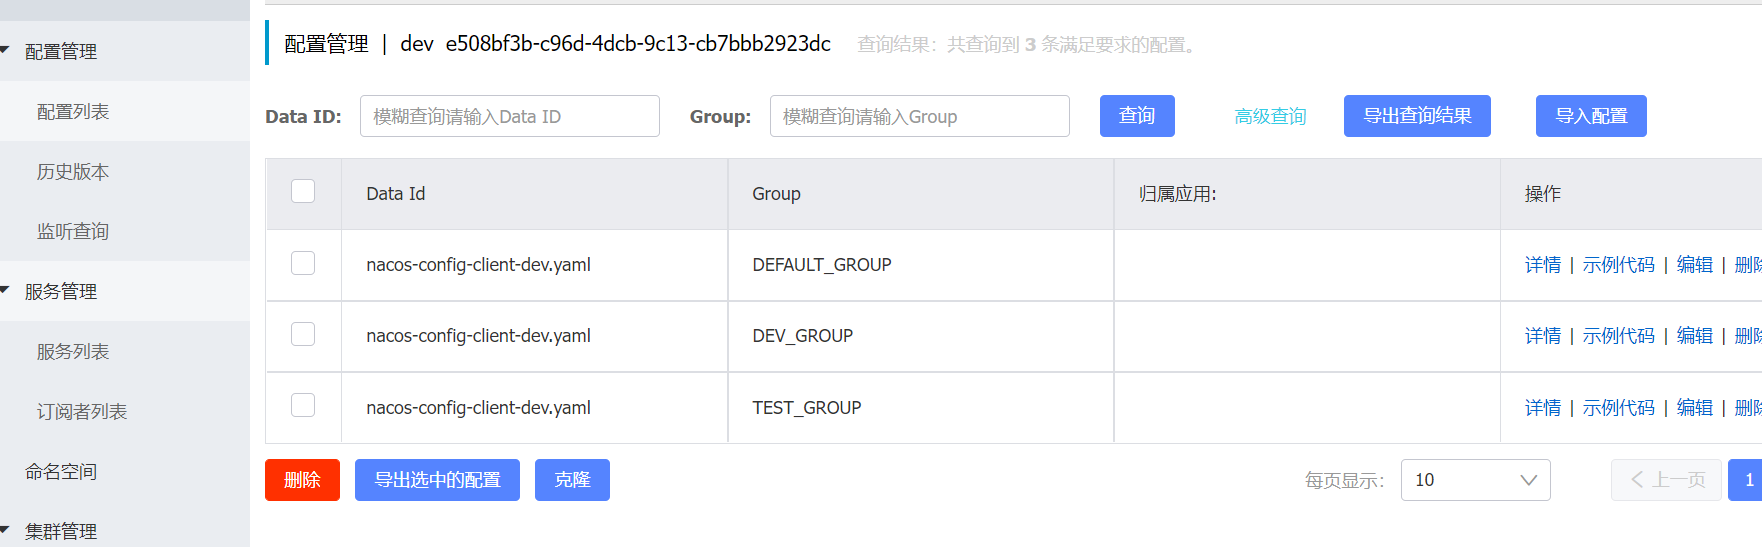 配置管理
配置列表
历史版本
监听查询
服务管理
服务列表
订阅者列表
命名空间
集群管理
配置管理 | dev e508bf3b-c96d-4dcb-9c13-cb7bbb2923dc 查询结果：共查询到 3 条满足要求的配置。
Data ID: 模糊查询请输入Data ID Group: 模糊查询请输入Group 查询 高级查询 导出查询结果 导入配置
Data Id Group 归属应用: 操作
nacos-config-client-dev.yaml DEFAULT_GROUP 详情 | 示例代码 | 编辑 | 删除
nacos-config-client-dev.yaml DEV_GROUP 详情 | 示例代码 | 编辑 | 删除
nacos-config-client-dev.yaml TEST_GROUP 详情 | 示例代码 | 编辑 | 删除
删除 导出选中的配置 克隆 每页显示： 10 上一页 1